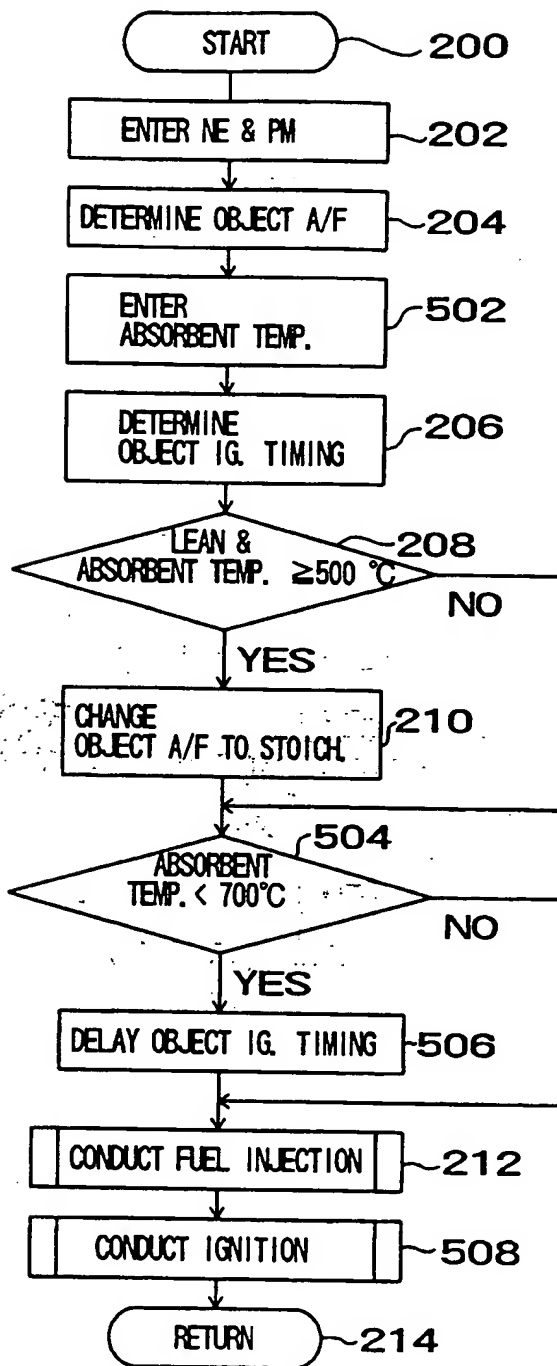 START
200
ENTER NE & PM
202
DETERMINE OBJECT A/F
204
ENTER
ABSORBENT TEMP.
502
DETERMINE
OBJECT IG. TIMING
206
LEAN &
ABSORBENT TEMP. ≥500 °C
208
NO
YES
CHANGE
OBJECT A/F TO STOICH.
210
ABSORBENT
TEMP. < 700°C
504
NO
YES
DELAY OBJECT IG. TIMING
506
CONDUCT FUEL INJECTION
212
CONDUCT IGNITION
508
RETURN
214